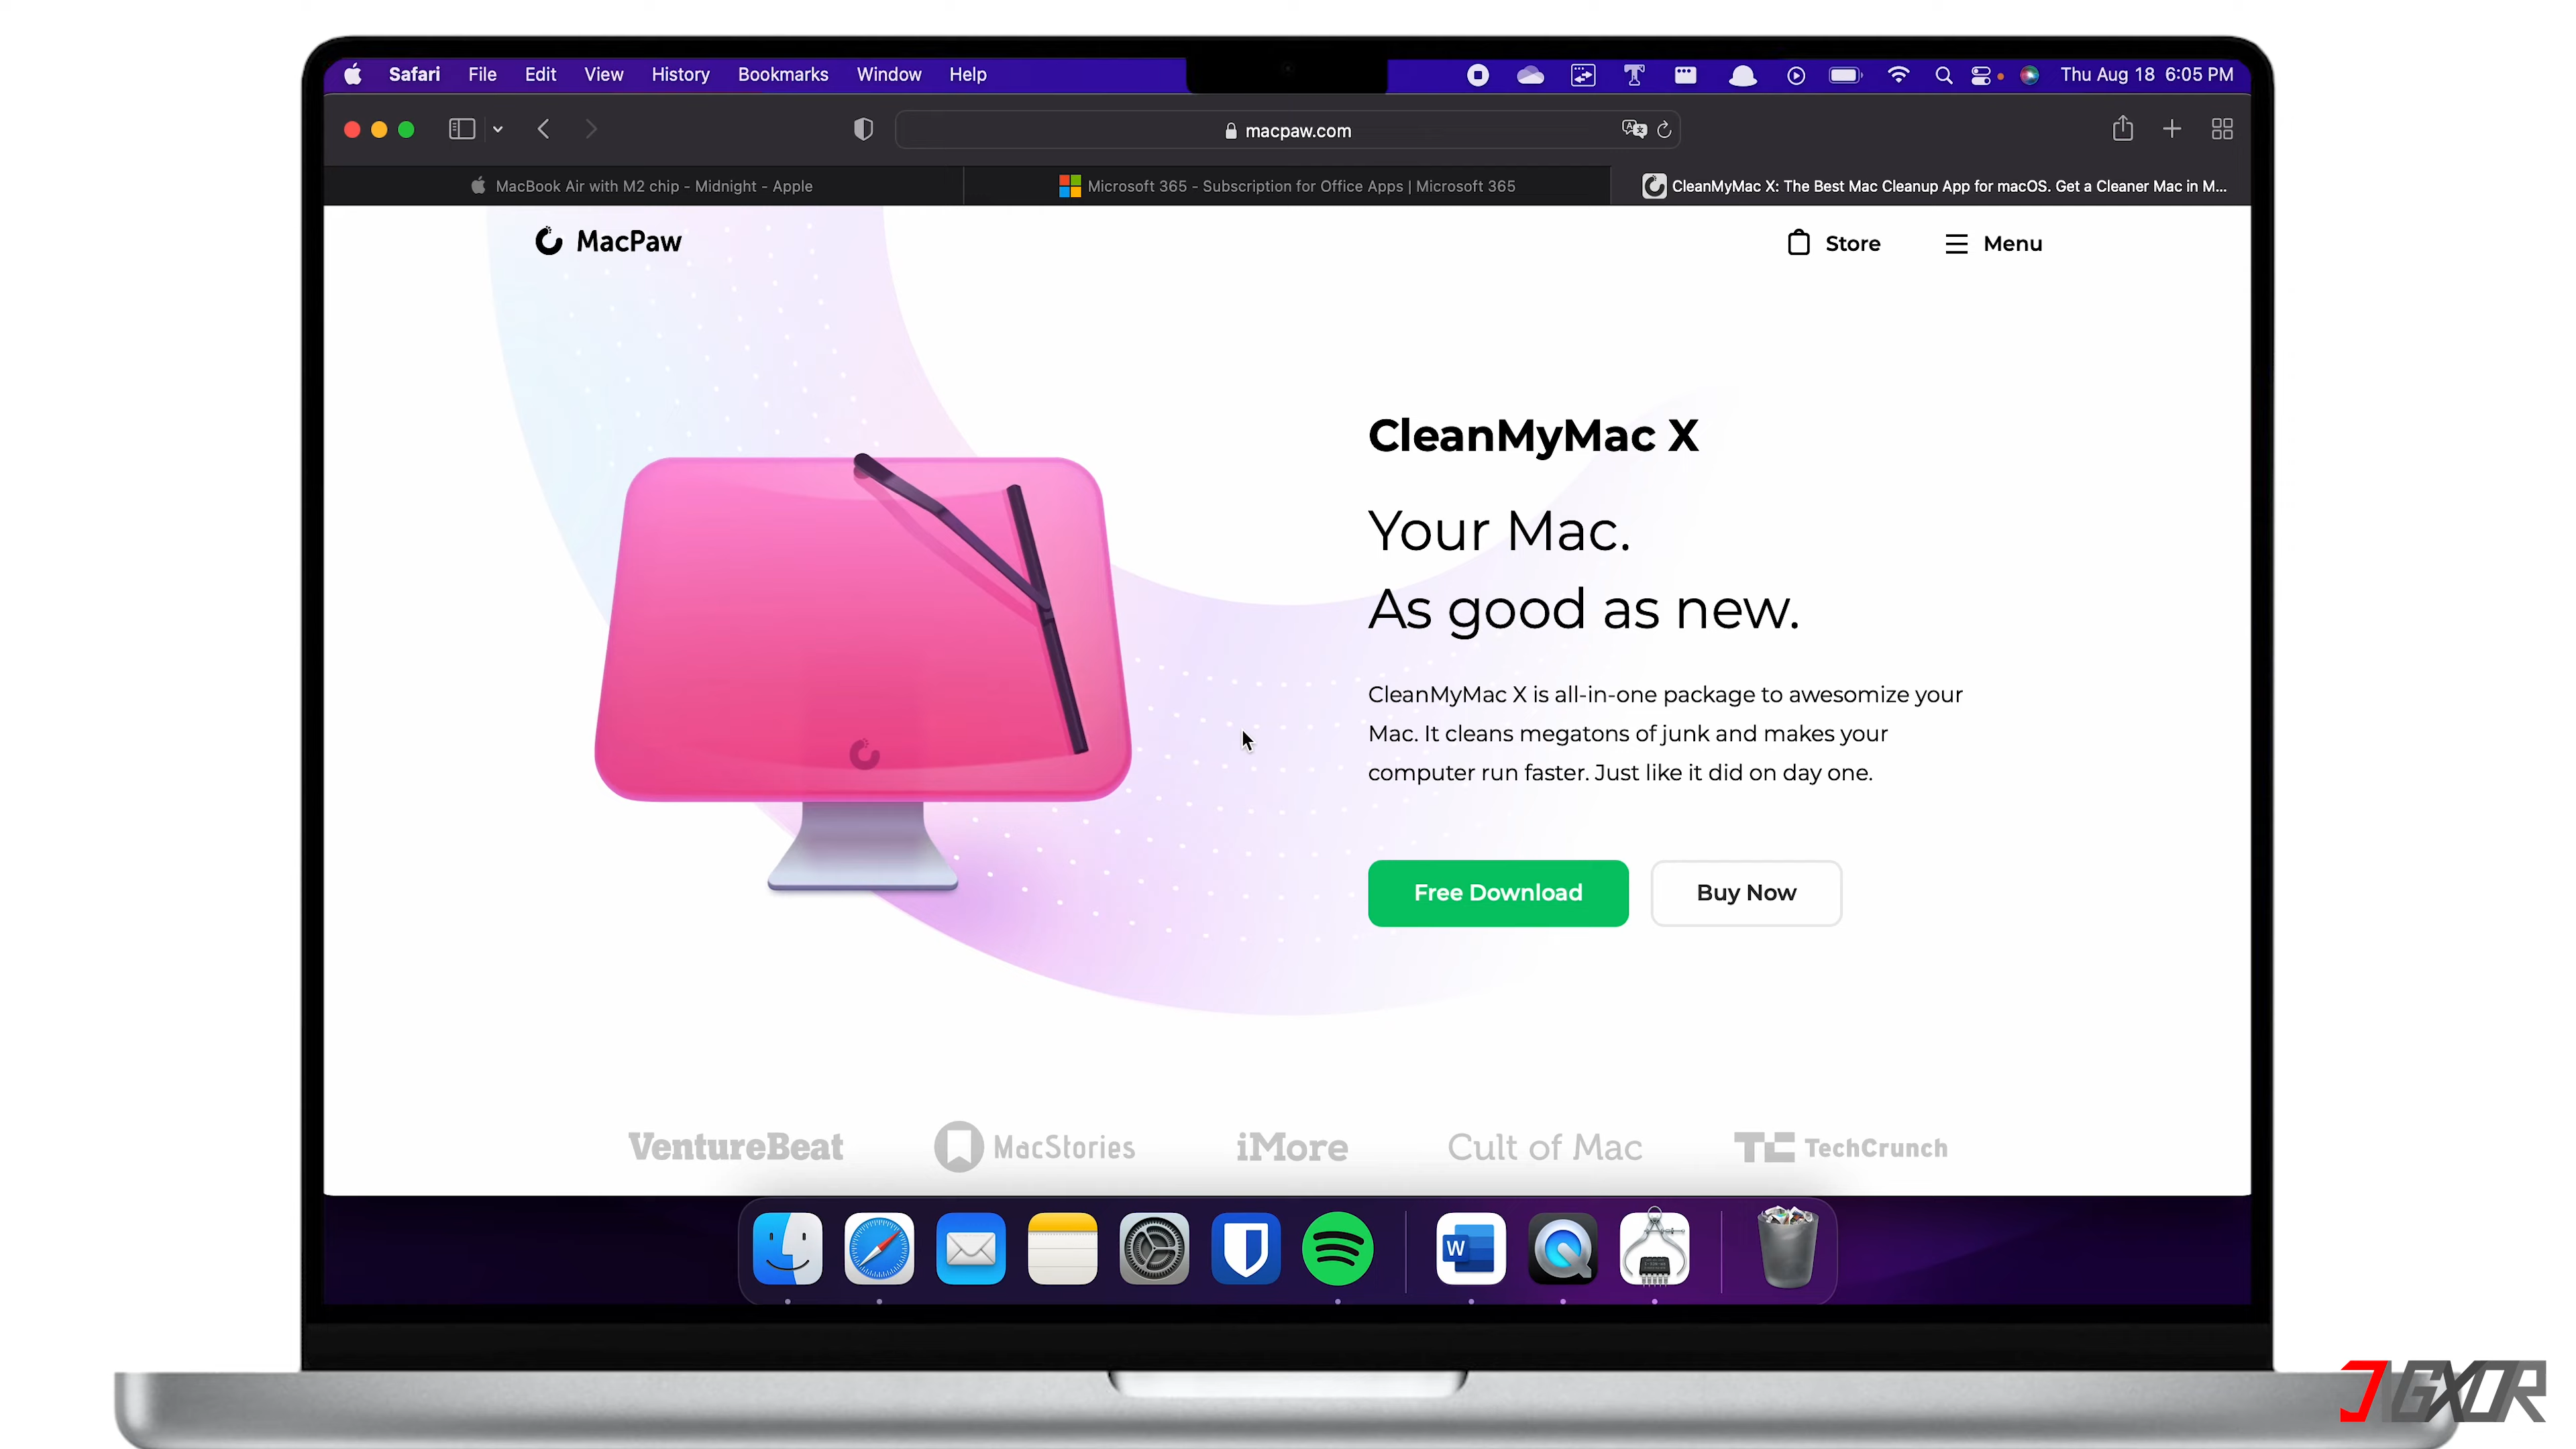 Safari File Edit View History Bookmarks Window Help Thu Aug 18 6:05 PM
macpaw.com
MacBook Air with M2 chip - Midnight - Apple
Microsoft 365 - Subscription for Office Apps | Microsoft 365
CleanMyMac X: The Best Mac Cleanup App for macOS. Get a Cleaner Mac in M...
MacPaw
Store
Menu
CleanMyMac X
Your Mac.
As good as new.
CleanMyMac X is all-in-one package to awesomize your
Mac. It cleans megatons of junk and makes your
computer run faster. Just like it did on day one.
Free Download
Buy Now
VentureBeat
MacStories
iMore
Cult of Mac
TC TechCrunch
W
JIGXOR